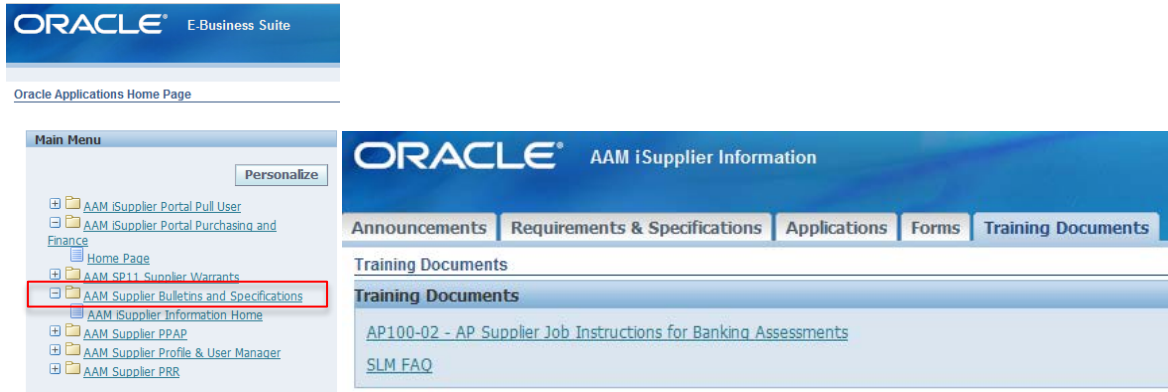 ORACLE® E-Business Suite
Oracle Applications Home Page
Main Menu
Personalize
AAM iSupplier Portal Pull User
AAM iSupplier Portal Purchasing and
Finance
Home Page
AAM SP11 Supplier Warrants
AAM Supplier Bulletins and Specifications
AAM iSupplier Information Home
AAM Supplier PPAP
AAM Supplier Profile & User Manager
AAM Supplier PRR
ORACLE® AAM iSupplier Information
Announcements Requirements & Specifications Applications Forms Training Documents
Training Documents
Training Documents
AP100-02 - AP Supplier Job Instructions for Banking Assessments
SLM FAQ